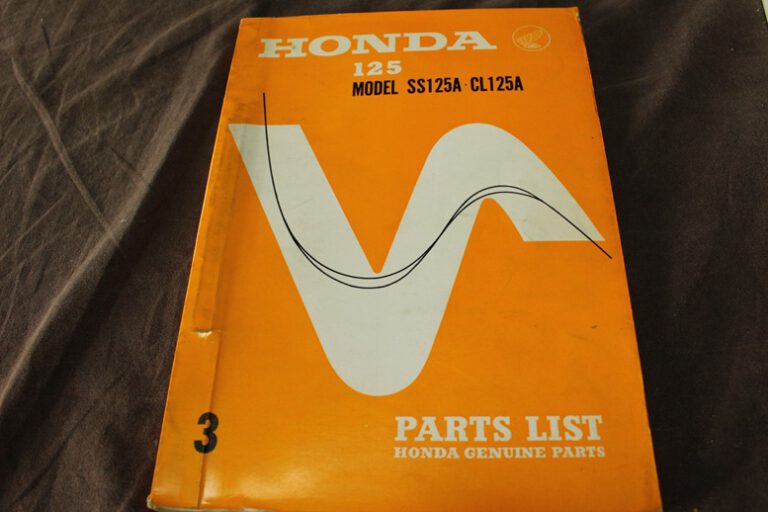 HONDA
125
MODEL SS125A·CL125A
3
PARTS LIST
HONDA GENUINE PARTS